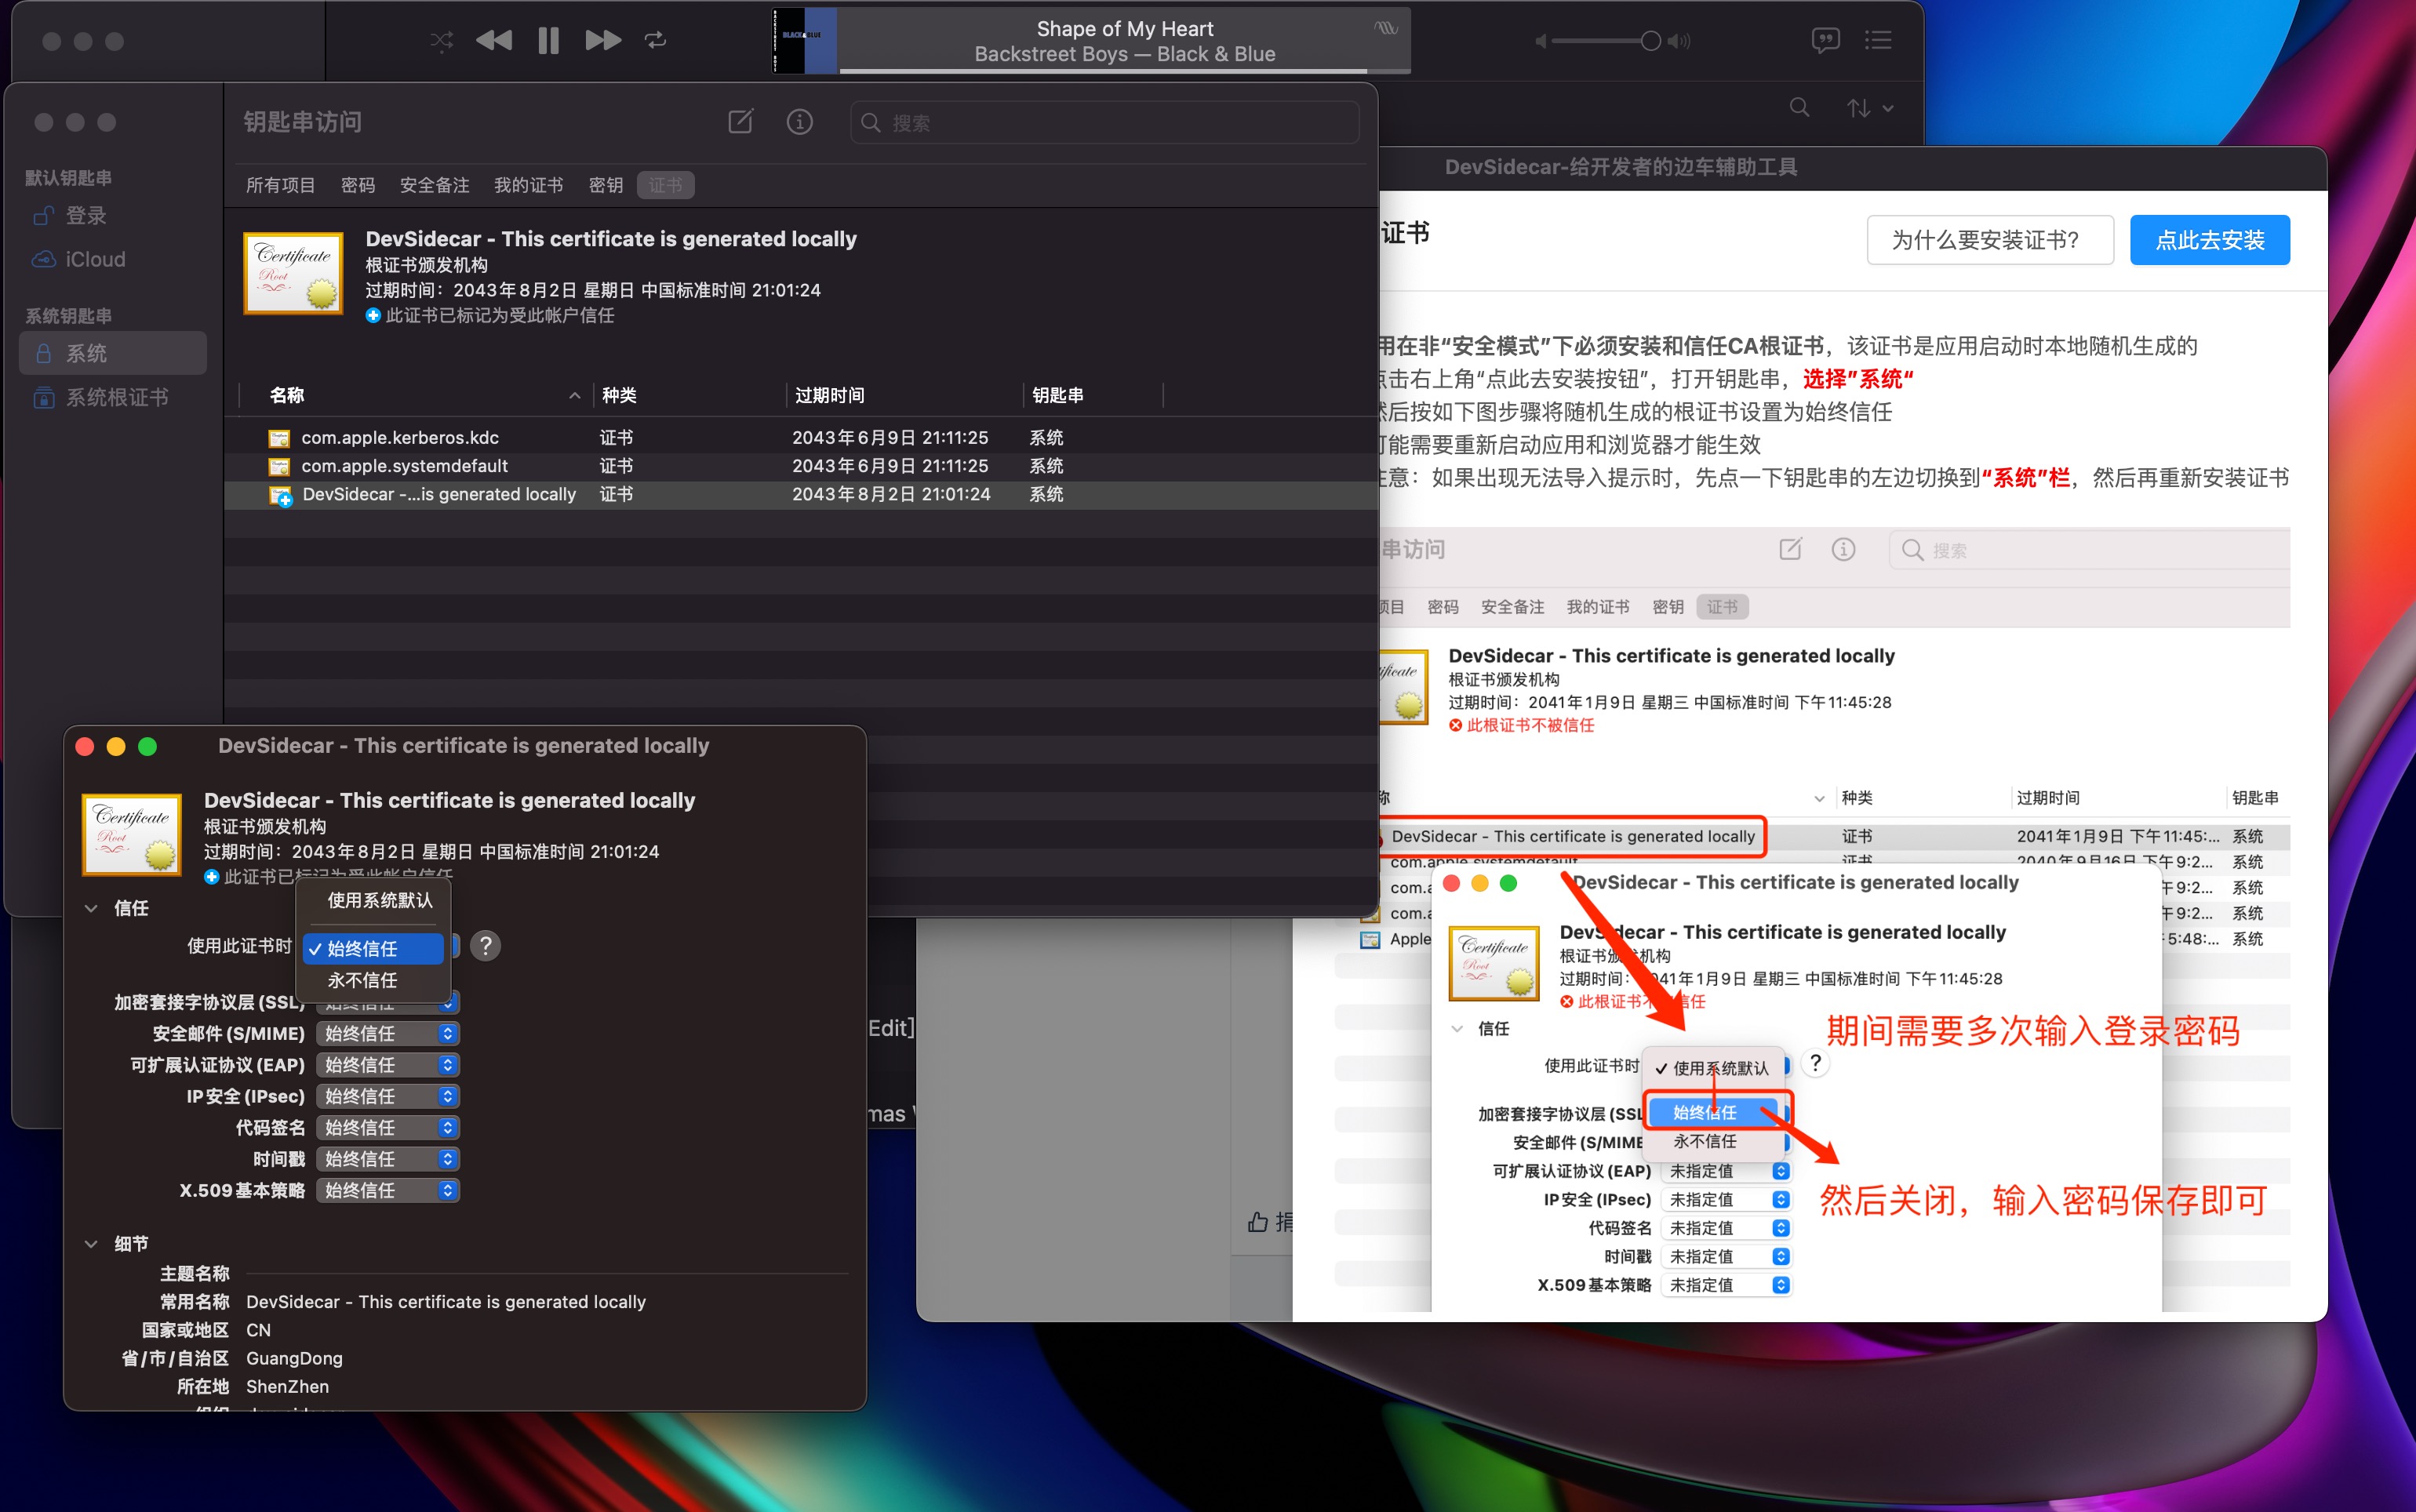 Shape of My Heart
Backstreet Boys — Black & Blue
钥匙串访问
搜索
默认钥匙串
登录
iCloud
系统钥匙串
系统
系统根证书
所有项目 密码 安全备注 我的证书 密钥 证书
DevSidecar - This certificate is generated locally
根证书颁发机构
过期时间：2043年8月2日 星期日 中国标准时间 21:01:24
此证书已标记为受此帐户信任
名称 种类 过期时间 钥匙串
com.apple.kerberos.kdc 证书 2043年6月9日 21:11:25 系统
com.apple.systemdefault 证书 2043年6月9日 21:11:25 系统
DevSidecar -...is generated locally 证书 2043年8月2日 21:01:24 系统
DevSidecar - This certificate is generated locally
DevSidecar - This certificate is generated locally
根证书颁发机构
过期时间：2043年8月2日 星期日 中国标准时间 21:01:24
此证书已标记为受此帐户信任
信任
使用系统默认
使用此证书时 ✓ 始终信任 ?
永不信任
加密套接字协议层 (SSL) 始终信任
安全邮件 (S/MIME) 始终信任
可扩展认证协议 (EAP) 始终信任
IP 安全 (IPsec) 始终信任
代码签名 始终信任
时间戳 始终信任
X.509 基本策略 始终信任
细节
主题名称
常用名称 DevSidecar - This certificate is generated locally
国家或地区 CN
省/市/自治区 GuangDong
所在地 ShenZhen
Edit]
mas
DevSidecar-给开发者的边车辅助工具
证书
为什么要安装证书?
点此去安装
用在非“安全模式”下必须安装和信任CA根证书，该证书是应用启动时本地随机生成的
点击右上角“点此去安装按钮”，打开钥匙串，选择”系统“
然后按如下图步骤将随机生成的根证书设置为始终信任
可能需要重新启动应用和浏览器才能生效
注意：如果出现无法导入提示时，先点一下钥匙串的左边切换到“系统”栏，然后再重新安装证书
串访问
搜索
项目 密码 安全备注 我的证书 密钥 证书
DevSidecar - This certificate is generated locally
根证书颁发机构
过期时间：2041年1月9日 星期三 中国标准时间 下午11:45:28
此根证书不被信任
称 种类 过期时间 钥匙串
DevSidecar - This certificate is generated locally 证书 2041年1月9日 下午11:45:... 系统
com.apple.systemdefault 证书 2040年9月16日 下午9:2... 系统
com.a 午9:2... 系统
com.a 午9:2... 系统
Apple 5:48:... 系统
DevSidecar - This certificate is generated locally
DevSidecar - This certificate is generated locally
根证书颁发机构
过期时间：2041年1月9日 星期三 中国标准时间 下午11:45:28
此根证书不被信任
信任
期间需要多次输入登录密码
使用此证书时 ✓ 使用系统默认 ?
加密套接字协议层 (SSL 始终信任
安全邮件 (S/MIME 永不信任
可扩展认证协议 (EAP) 未指定值
IP 安全 (IPsec) 未指定值
然后关闭，输入密码保存即可
代码签名 未指定值
时间戳 未指定值
X.509 基本策略 未指定值
捐